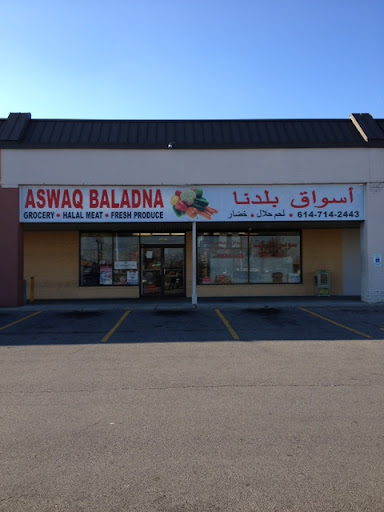 ASWAQ BALADNA
GROCERY • HALAL MEAT • FRESH PRODUCE
أسواق بلدنا
لحم حلال • خضار • 614-714-2443